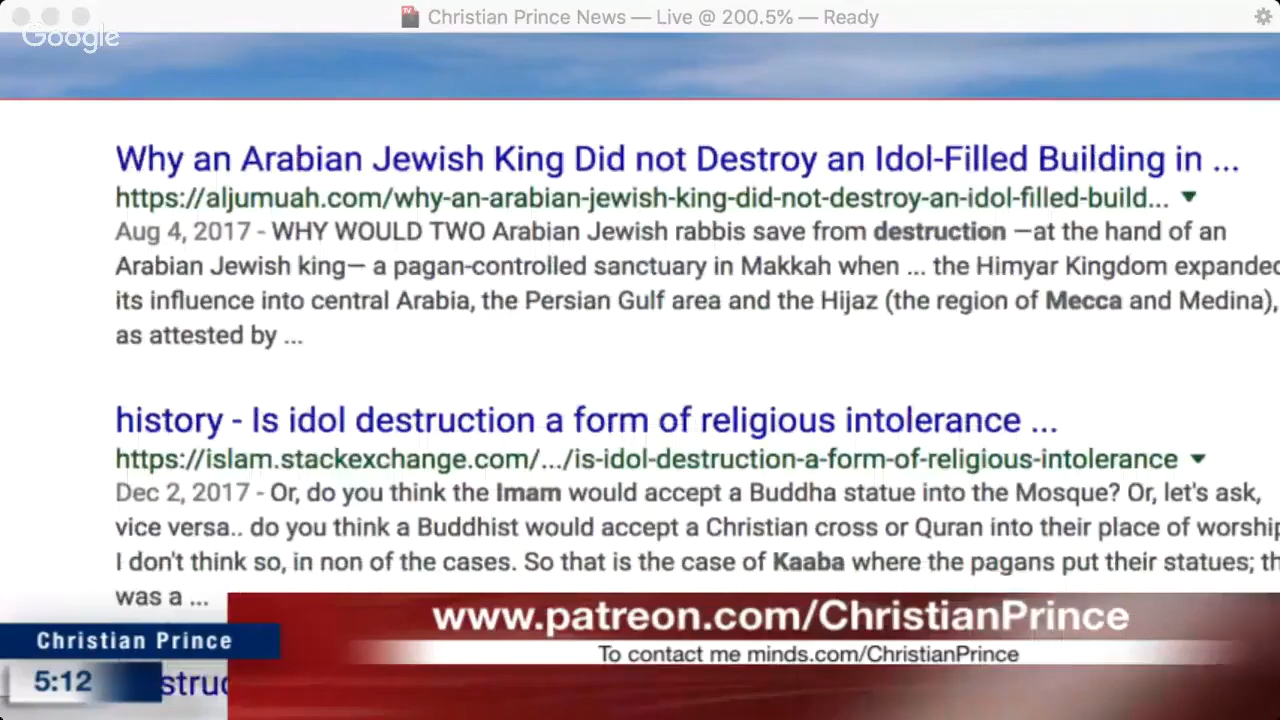 Christian Prince News — Live @ 200.5% — Ready
Google
Why an Arabian Jewish King Did not Destroy an Idol-Filled Building in ...
https://aljumuah.com/why-an-arabian-jewish-king-did-not-destroy-an-idol-filled-build...
Aug 4, 2017 - WHY WOULD TWO Arabian Jewish rabbis save from destruction —at the hand of an
Arabian Jewish king— a pagan-controlled sanctuary in Makkah when ... the Himyar Kingdom expanded
its influence into central Arabia, the Persian Gulf area and the Hijaz (the region of Mecca and Medina),
as attested by ...
history - Is idol destruction a form of religious intolerance ...
https://islam.stackexchange.com/.../is-idol-destruction-a-form-of-religious-intolerance
Dec 2, 2017 - Or, do you think the Imam would accept a Buddha statue into the Mosque? Or, let's ask,
vice versa.. do you think a Buddhist would accept a Christian cross or Quran into their place of worship
I don't think so, in non of the cases. So that is the case of Kaaba where the pagans put their statues;
was a ...
www.patreon.com/ChristianPrince
Christian Prince
To contact me minds.com/ChristianPrince
5:12